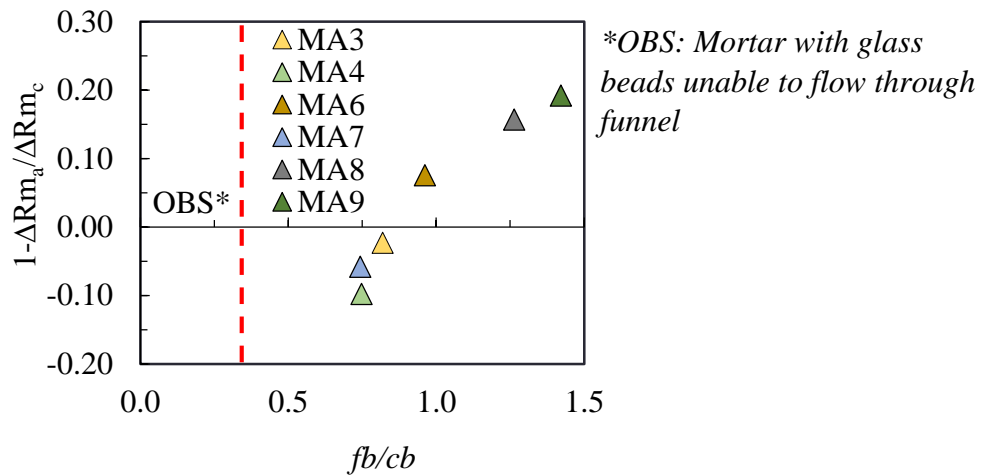 0.30
0.20
0.10
0.00
-0.10
-0.20
1-ΔRmₐ/ΔRm_c
MA3
MA4
MA6
MA7
MA8
MA9
OBS*
*OBS: Mortar with glass
beads unable to flow through
funnel
0.0 0.5 1.0 1.5
fb/cb